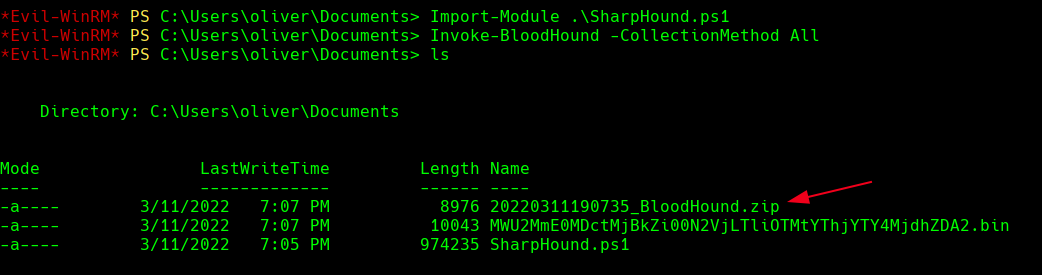 *Evil-WinRM* PS C:\Users\oliver\Documents> Import-Module .\SharpHound.ps1
*Evil-WinRM* PS C:\Users\oliver\Documents> Invoke-BloodHound -CollectionMethod All
*Evil-WinRM* PS C:\Users\oliver\Documents> ls
Directory: C:\Users\oliver\Documents
Mode LastWriteTime Length Name
---- ------------- ------ ----
-a---- 3/11/2022 7:07 PM 8976 20220311190735_BloodHound.zip
-a---- 3/11/2022 7:07 PM 10043 MWU2MmE0MDctMjBkZi00N2VjLTliOTMtYThjYTY4MjdhZDA2.bin
-a---- 3/11/2022 7:05 PM 974235 SharpHound.ps1